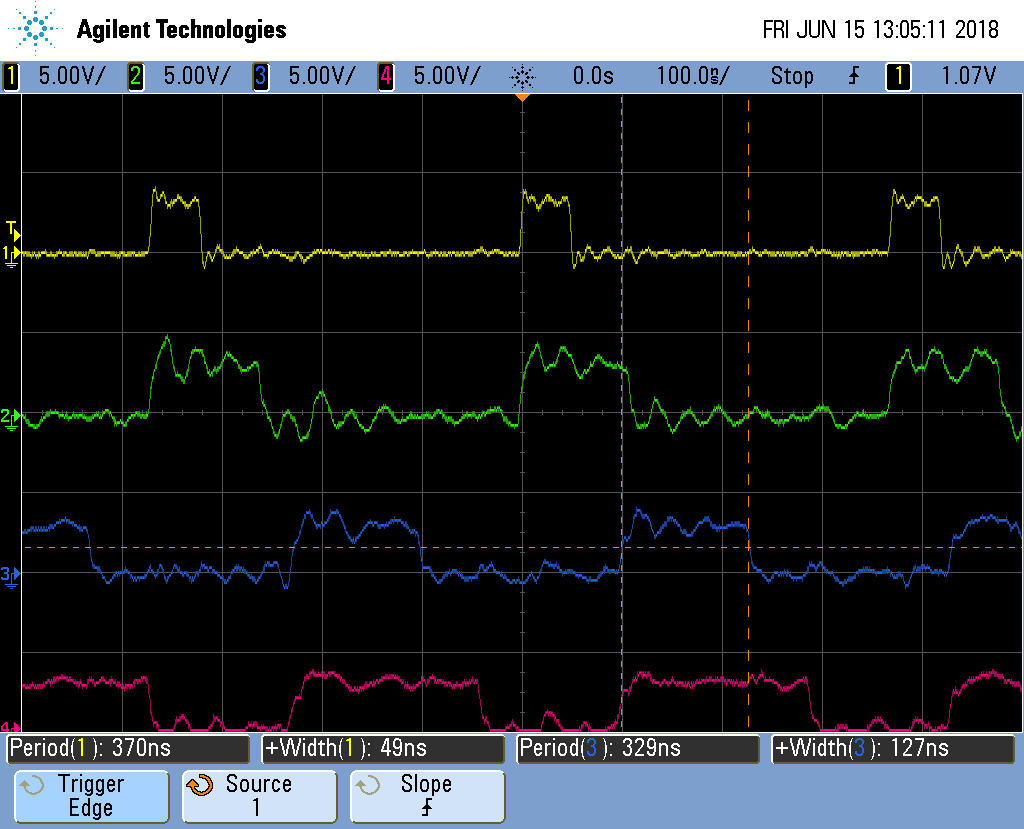 Agilent Technologies FRI JUN 15 13:05:11 2018
1 5.00V/ 2 5.00V/ 3 5.00V/ 4 5.00V/ 0.0s 100.0ns/ Stop 1 1.07V
T
1
2
3
4
Period(1): 370ns +Width(1): 49ns Period(3): 329ns +Width(3): 127ns
Trigger Source Slope
Edge 1